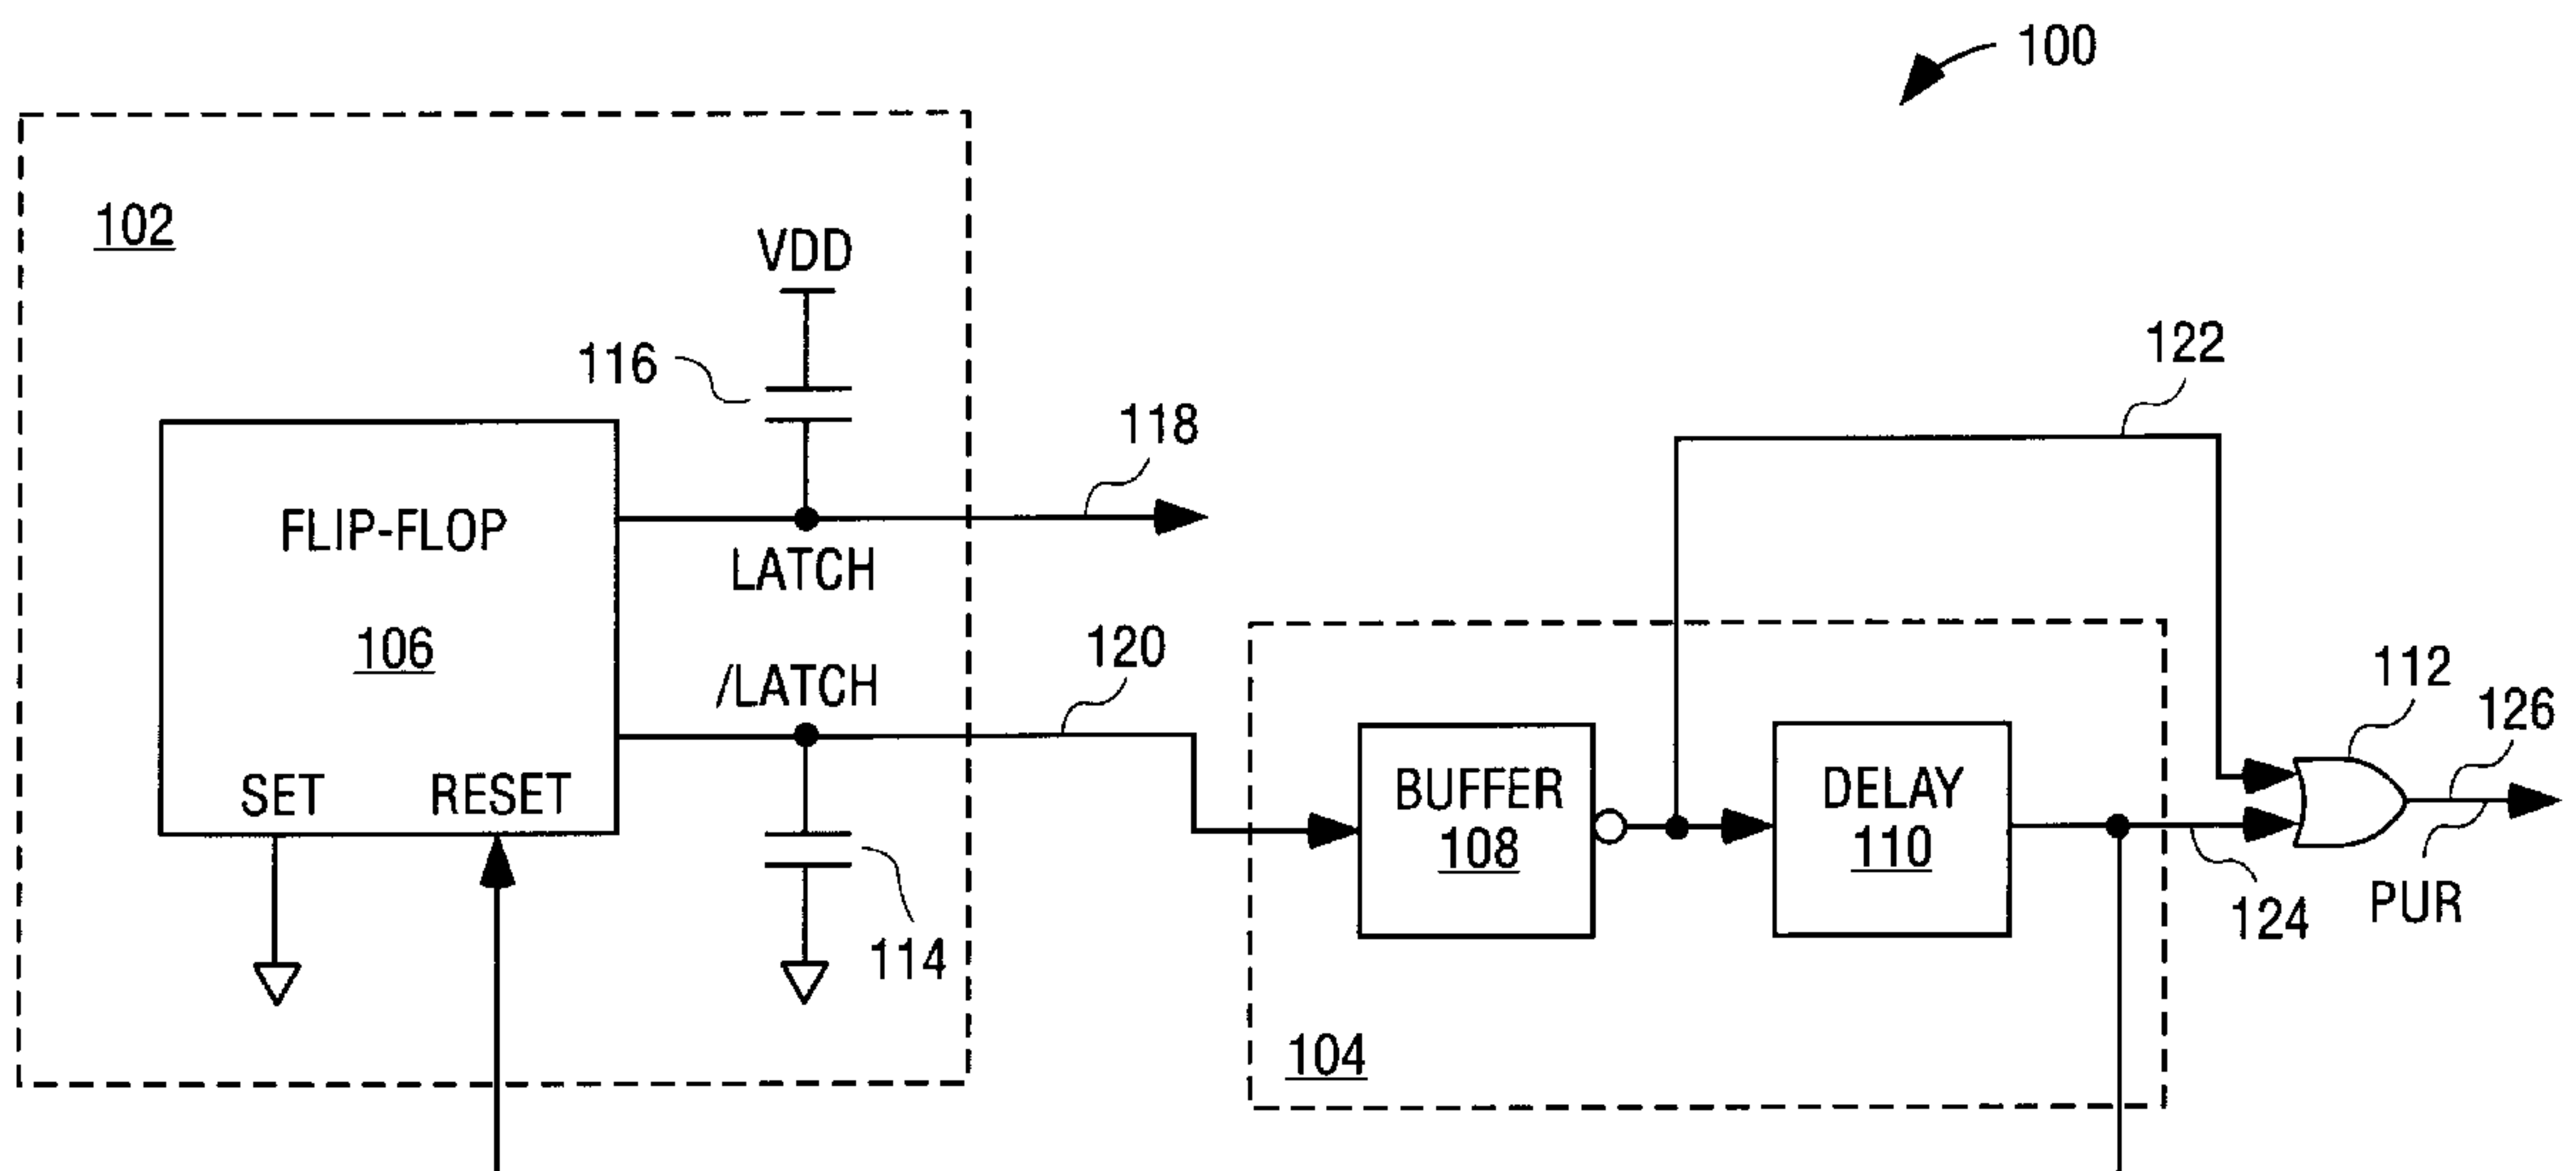 100
102
VDD
116
118
122
FLIP-FLOP
106
LATCH
/LATCH
120
112
126
SET RESET
BUFFER
108
DELAY
110
114
124
PUR
104